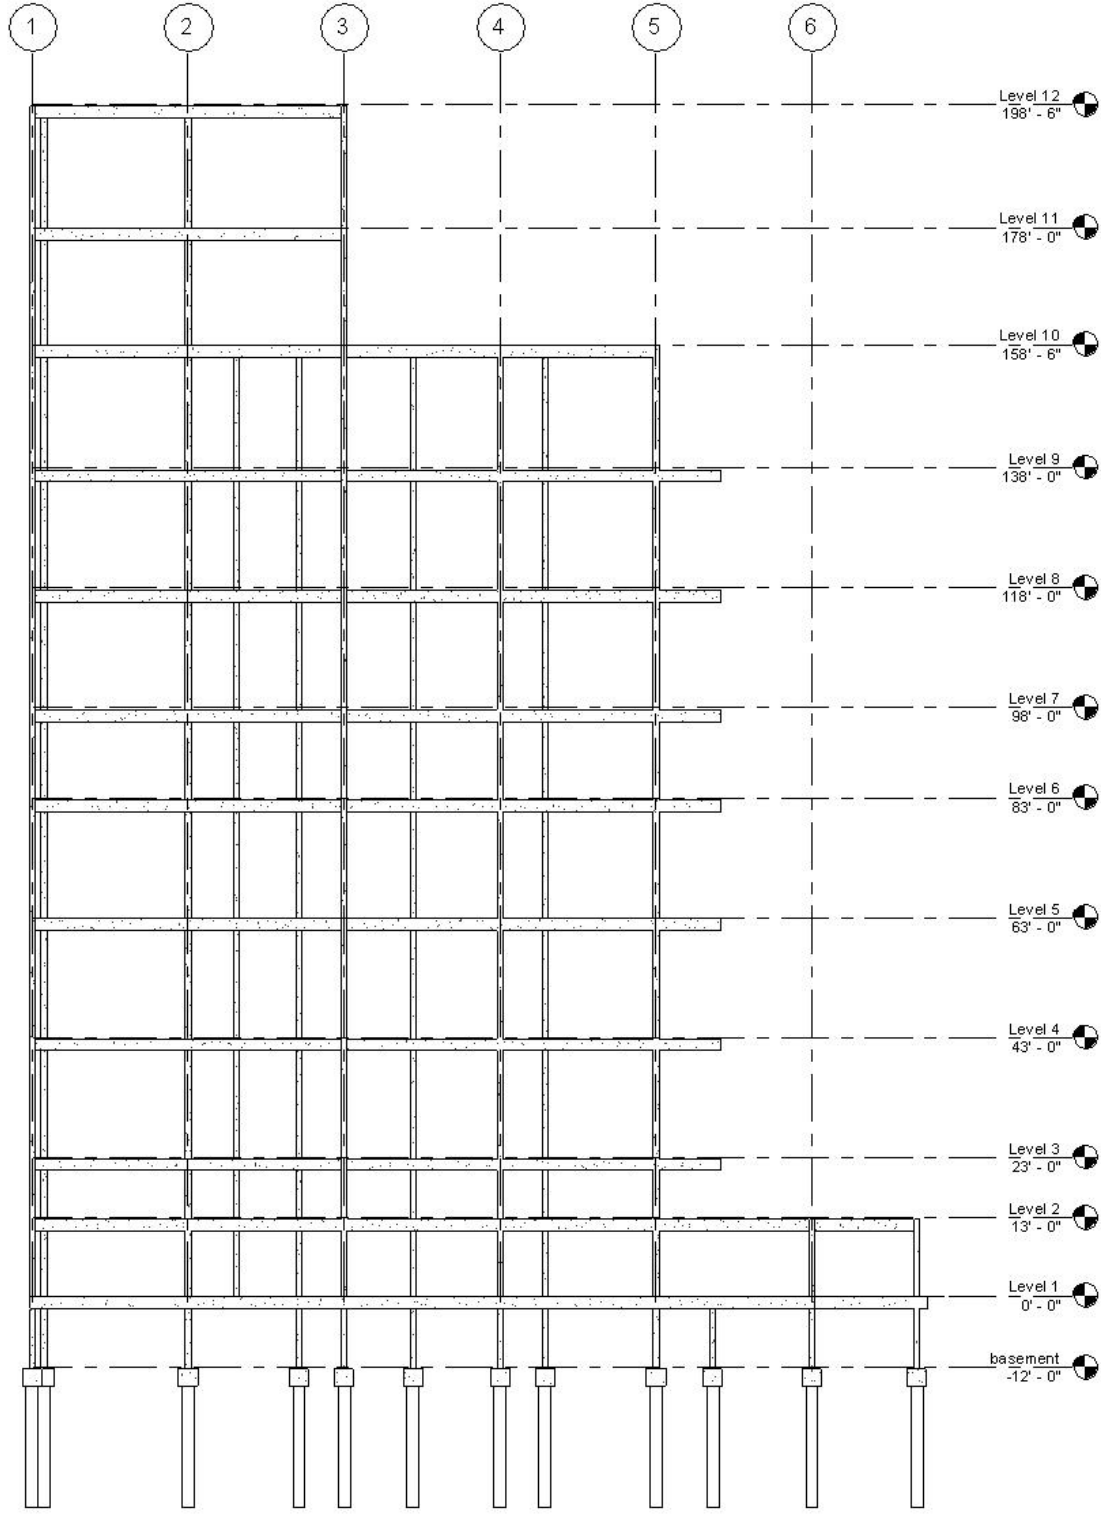 1 2 3 4 5 6
Level 12
198' - 6"
Level 11
178' - 0"
Level 10
158' - 6"
Level 9
138' - 0"
Level 8
118' - 0"
Level 7
98' - 0"
Level 6
83' - 0"
Level 5
63' - 0"
Level 4
43' - 0"
Level 3
23' - 0"
Level 2
13' - 0"
Level 1
0' - 0"
basement
-12' - 0"